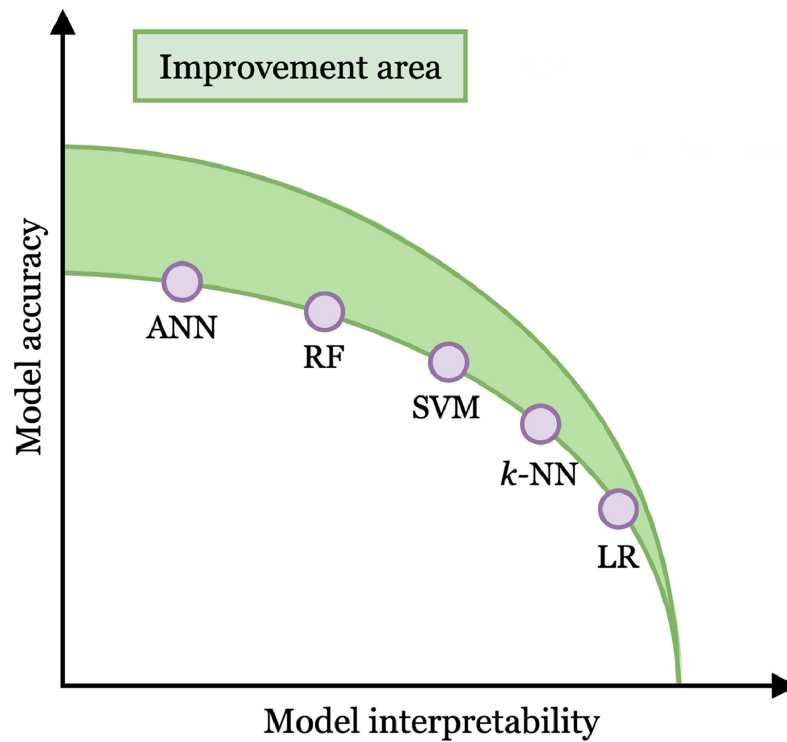 Improvement area
Model accuracy
ANN
RF
SVM
k-NN
LR
Model interpretability